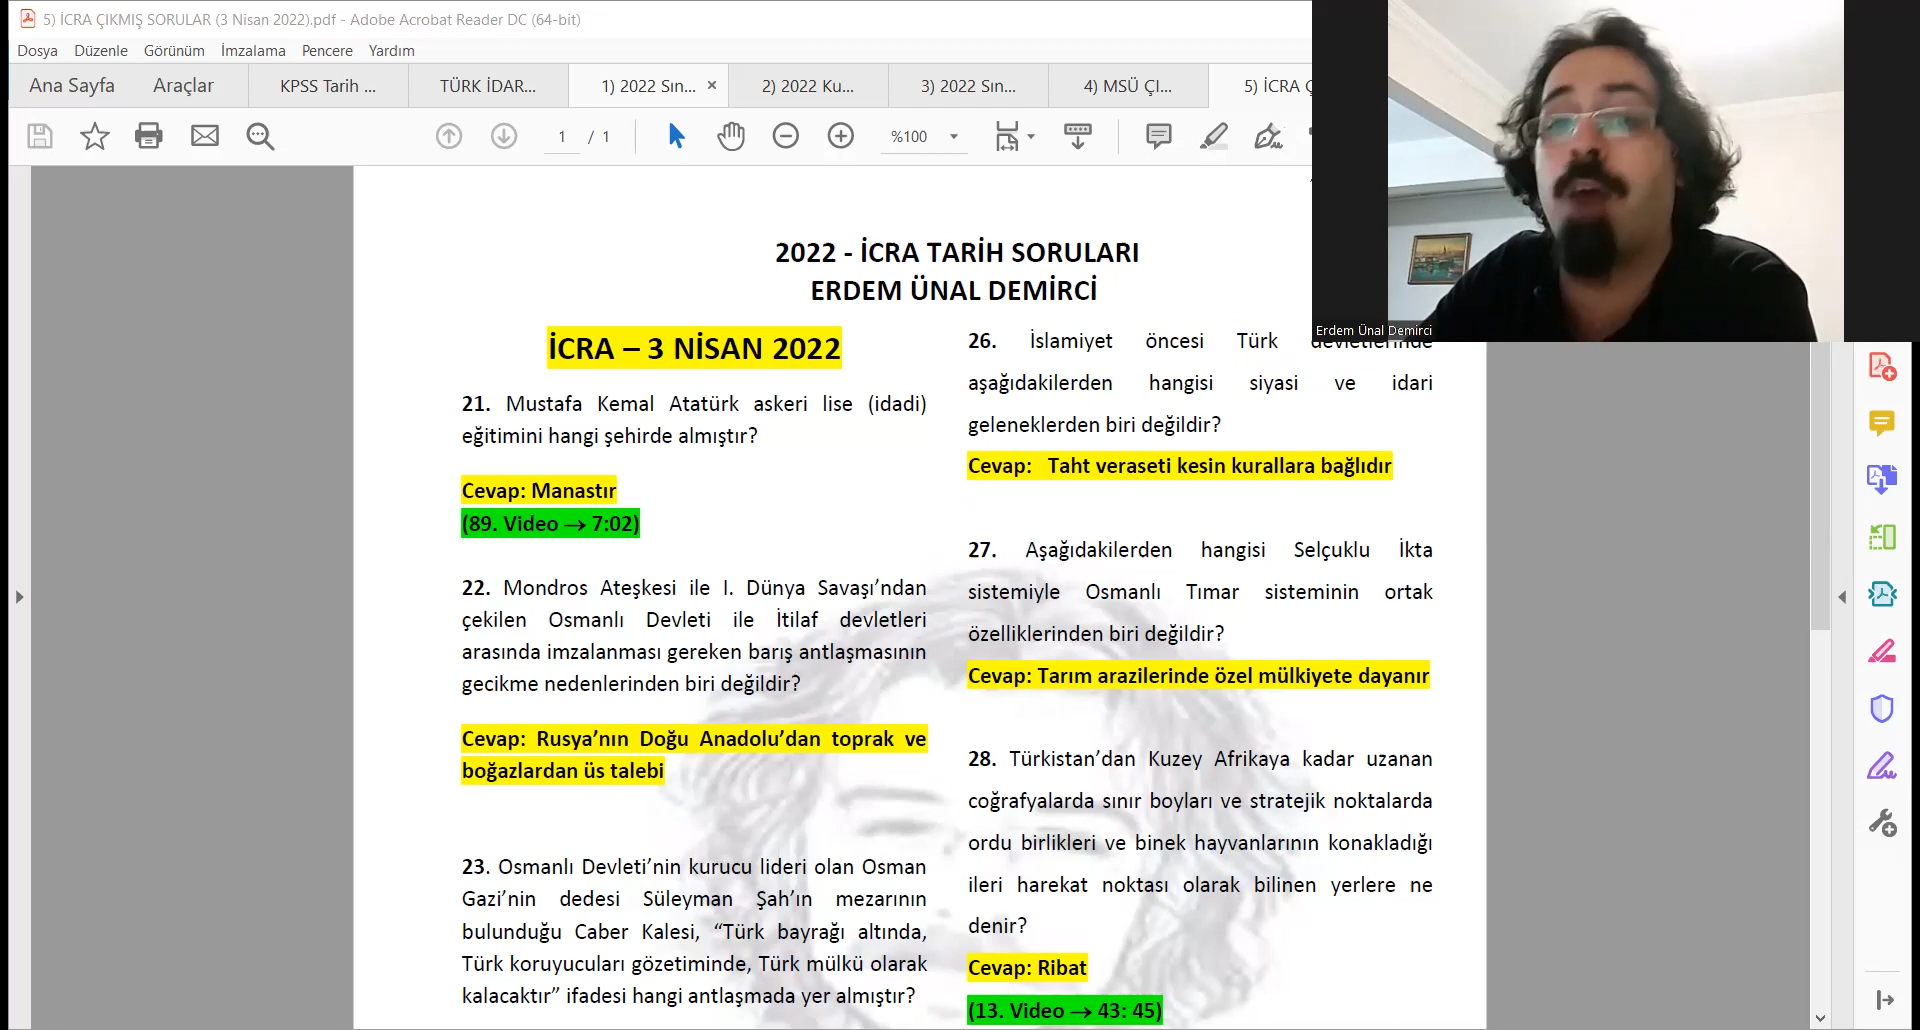 5) İCRA ÇIKMIŞ SORULAR (3 Nisan 2022).pdf - Adobe Acrobat Reader DC (64-bit)
Dosya Düzenle Görünüm İmzalama Pencere Yardım
Ana Sayfa Araçlar KPSS Tarih ... TÜRK İDAR... 1) 2022 Sın... × 2) 2022 Ku... 3) 2022 Sın... 4) MSÜ ÇI... 5) İCRA Ç
1 / 1 %100
2022 - İCRA TARİH SORULARI
ERDEM ÜNAL DEMİRCİ
Erdem Ünal Demirci
İCRA – 3 NİSAN 2022
21. Mustafa Kemal Atatürk askeri lise (idadi)
eğitimini hangi şehirde almıştır?
Cevap: Manastır
(89. Video → 7:02)
22. Mondros Ateşkesi ile I. Dünya Savaşı’ndan
çekilen Osmanlı Devleti ile İtilaf devletleri
arasında imzalanması gereken barış antlaşmasının
gecikme nedenlerinden biri değildir?
Cevap: Rusya’nın Doğu Anadolu’dan toprak ve
boğazlardan üs talebi
23. Osmanlı Devleti’nin kurucu lideri olan Osman
Gazi’nin dedesi Süleyman Şah’ın mezarının
bulunduğu Caber Kalesi, “Türk bayrağı altında,
Türk koruyucuları gözetiminde, Türk mülkü olarak
kalacaktır” ifadesi hangi antlaşmada yer almıştır?
26. İslamiyet öncesi Türk devletlerinde
aşağıdakilerden hangisi siyasi ve idari
geleneklerden biri değildir?
Cevap: Taht veraseti kesin kurallara bağlıdır
27. Aşağıdakilerden hangisi Selçuklu İkta
sistemiyle Osmanlı Tımar sisteminin ortak
özelliklerinden biri değildir?
Cevap: Tarım arazilerinde özel mülkiyete dayanır
28. Türkistan’dan Kuzey Afrikaya kadar uzanan
coğrafyalarda sınır boyları ve stratejik noktalarda
ordu birlikleri ve binek hayvanlarının konakladığı
ileri harekat noktası olarak bilinen yerlere ne
denir?
Cevap: Ribat
(13. Video → 43: 45)